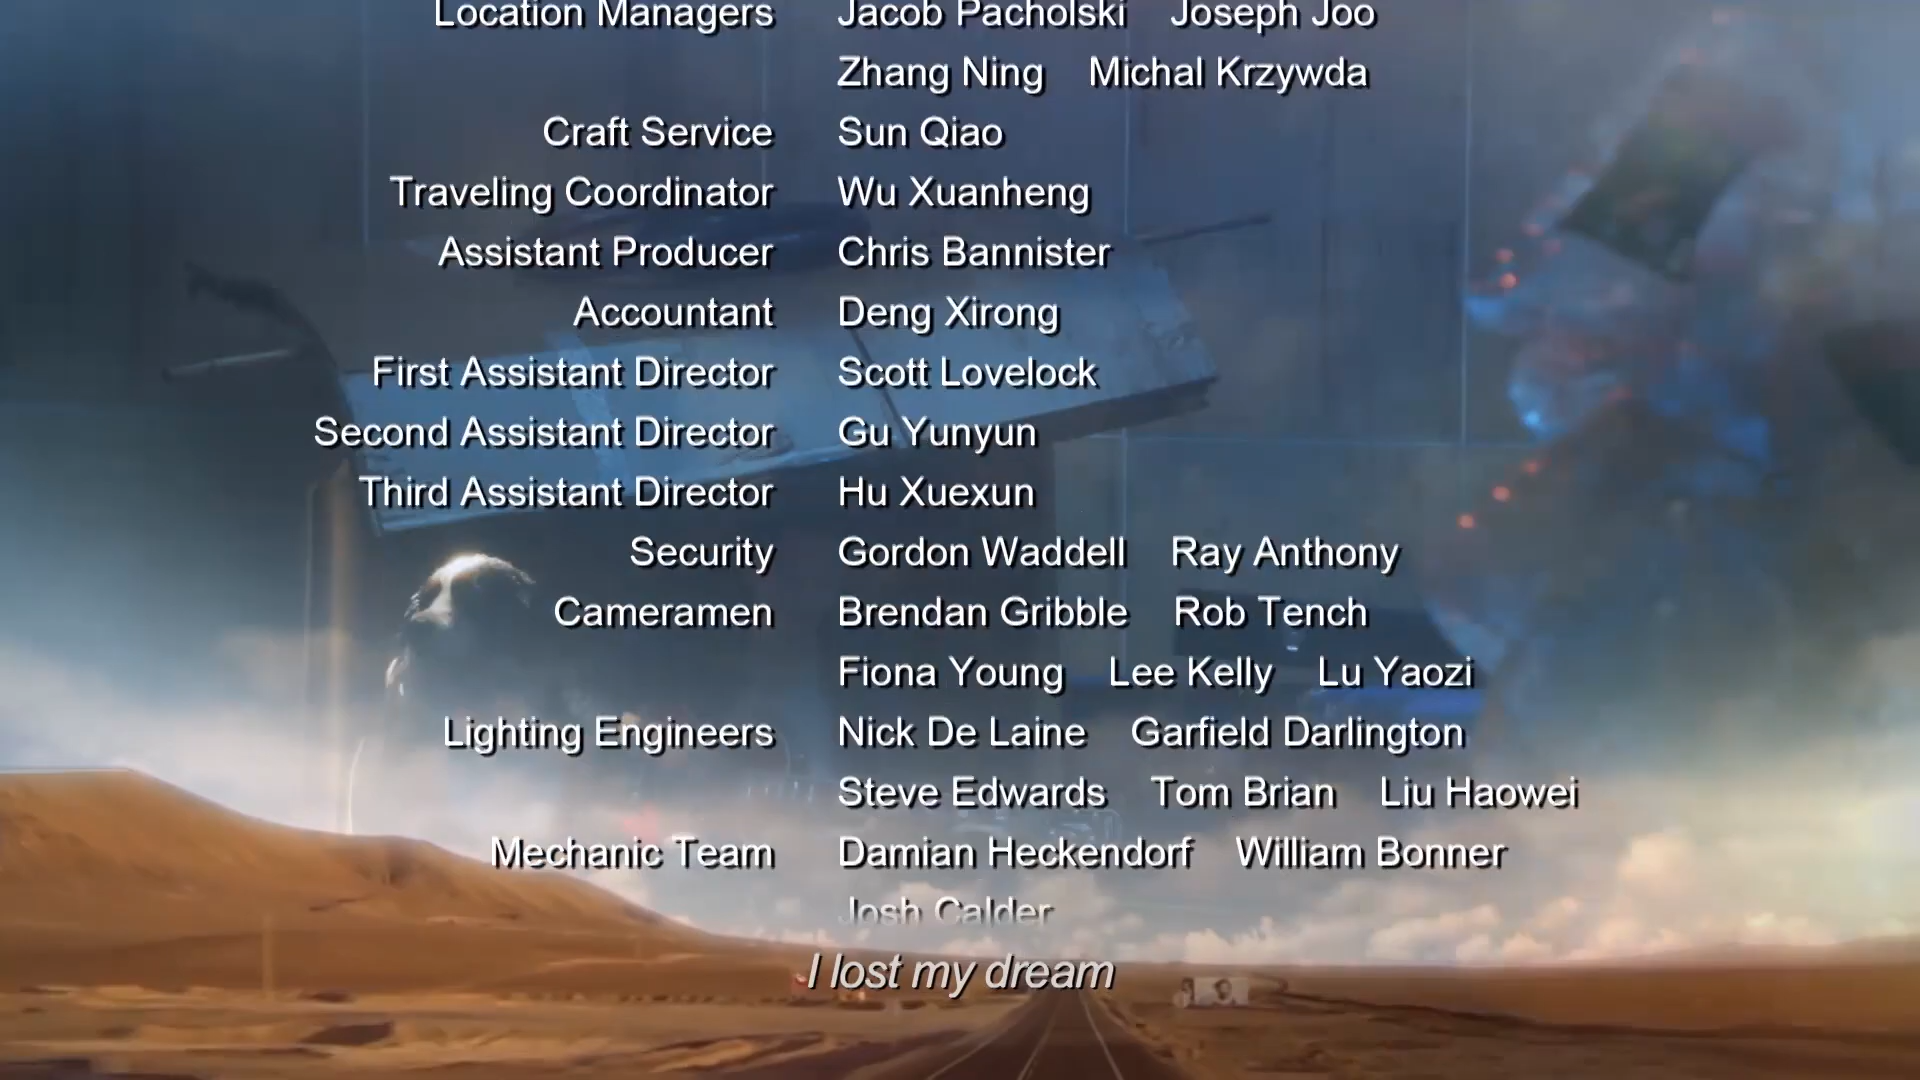 Location Managers Jacob Pacholski Joseph Joo
Zhang Ning Michal Krzywda
Craft Service Sun Qiao
Traveling Coordinator Wu Xuanheng
Assistant Producer Chris Bannister
Accountant Deng Xirong
First Assistant Director Scott Lovelock
Second Assistant Director Gu Yunyun
Third Assistant Director Hu Xuexun
Security Gordon Waddell Ray Anthony
Cameramen Brendan Gribble Rob Tench
Fiona Young Lee Kelly Lu Yaozi
Lighting Engineers Nick De Laine Garfield Darlington
Steve Edwards Tom Brian Liu Haowei
Mechanic Team Damian Heckendorf William Bonner
Josh Calder
I lost my dream